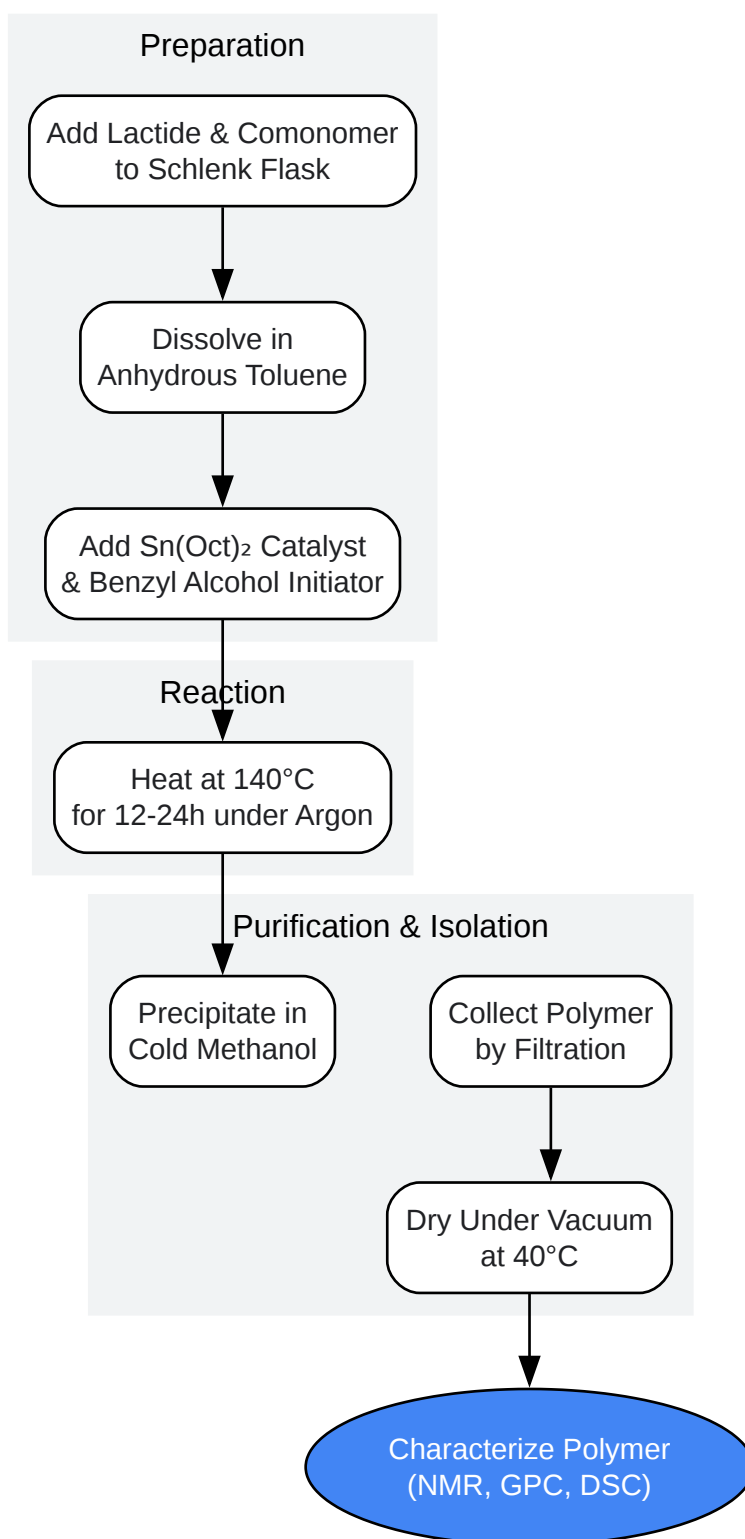 Preparation
Add Lactide & Comonomer
to Schlenk Flask
Dissolve in
Anhydrous Toluene
Add Sn(Oct)₂ Catalyst
& Benzyl Alcohol Initiator
Reaction
Heat at 140°C
for 12-24h under Argon
Purification & Isolation
Precipitate in
Cold Methanol
Collect Polymer
by Filtration
Dry Under Vacuum
at 40°C
Characterize Polymer
(NMR, GPC, DSC)